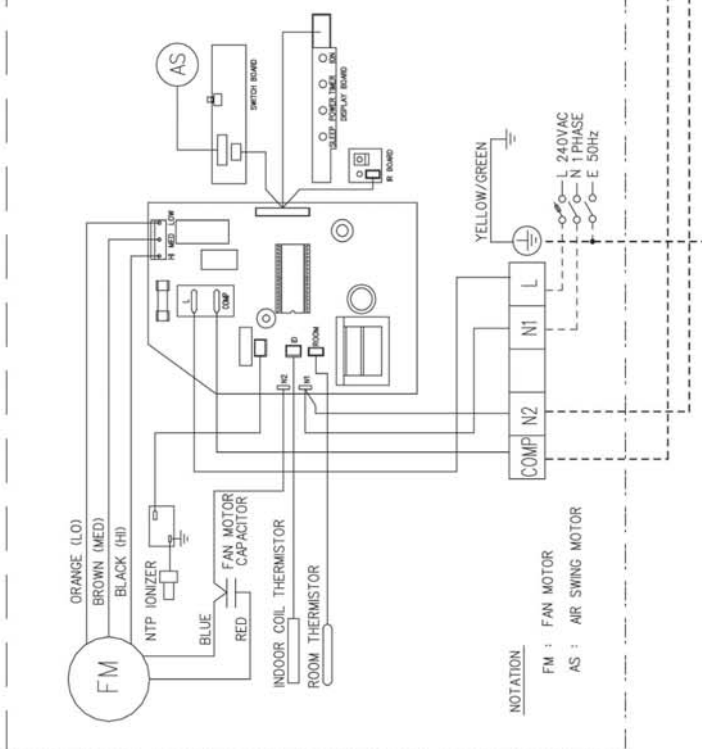 ORANGE (LO)
BROWN (MED)
BLACK (HI)
FM
NTP IONIZER
BLUE
FAN MOTOR
CAPACITOR
RED
INDOOR COIL THERMISTOR
ROOM THERMISTOR
AS
SWITCH BOARD
SLEEP POWER TIMER ION
DISPLAY BOARD
IR BOARD
HI MED LOW
L
COMP
ID
ROOM
N2
N1
YELLOW/GREEN
L 240VAC
N 1 PHASE
E 50Hz
COMP N2 N1 L
NOTATION
FM : FAN MOTOR
AS : AIR SWING MOTOR